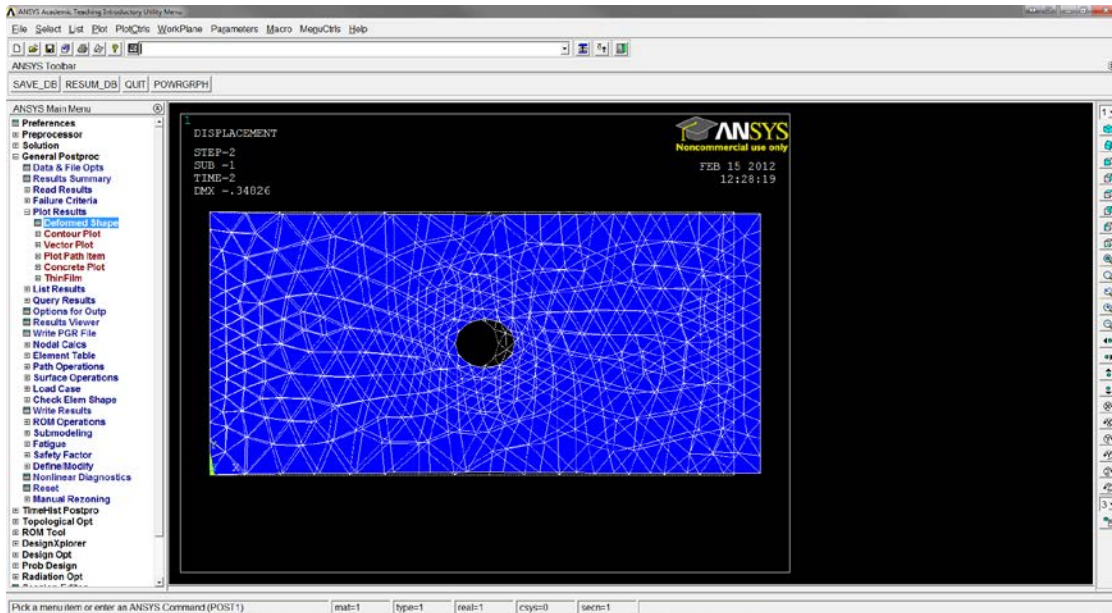 ANSYS Academic Teaching Introductory Utility Menu
File Select List Plot PlotCtrls WorkPlane Parameters Macro MenuCtrls Help
ANSYS Toolbar
SAVE_DB RESUM_DB QUIT POWRGRPH
ANSYS Main Menu
Preferences
Preprocessor
Solution
General Postproc
Data & File Opts
Results Summary
Read Results
Failure Criteria
Plot Results
Deformed Shape
Contour Plot
Vector Plot
Plot Path Item
Concrete Plot
ThinFilm
List Results
Query Results
Options for Outp
Results Viewer
Write PGR File
Nodal Calcs
Element Table
Path Operations
Surface Operations
Load Case
Check Elem Shape
Write Results
ROM Operations
Submodeling
Fatigue
Safety Factor
Define/Modify
Nonlinear Diagnostics
Reset
Manual Rezoning
TimeHist Postpro
Topological Opt
ROM Tool
DesignXplorer
Design Opt
Prob Design
Radiation Opt
1
DISPLACEMENT
STEP=2
SUB =1
TIME=2
DMX =.34826
ANSYS
Noncommercial use only
FEB 15 2012
12:28:19
X
1
3
Pick a menu item or enter an ANSYS Command (POST1)
mat=1
type=1
real=1
csys=0
secn=1